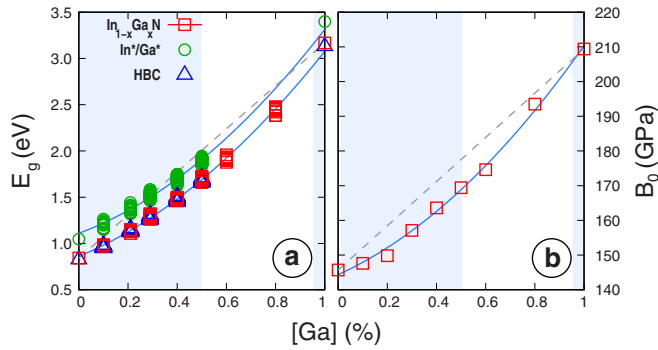 In1-xGaxN
In*/Ga*
HBC
Eg (eV)
3.5
3.0
2.5
2.0
1.5
1.0
0.5
0 0.2 0.4 0.6 0.8 1
a
0 0.2 0.4 0.6 0.8 1
b
220
210
200
190
180
170
160
150
140
B0 (GPa)
[Ga] (%)